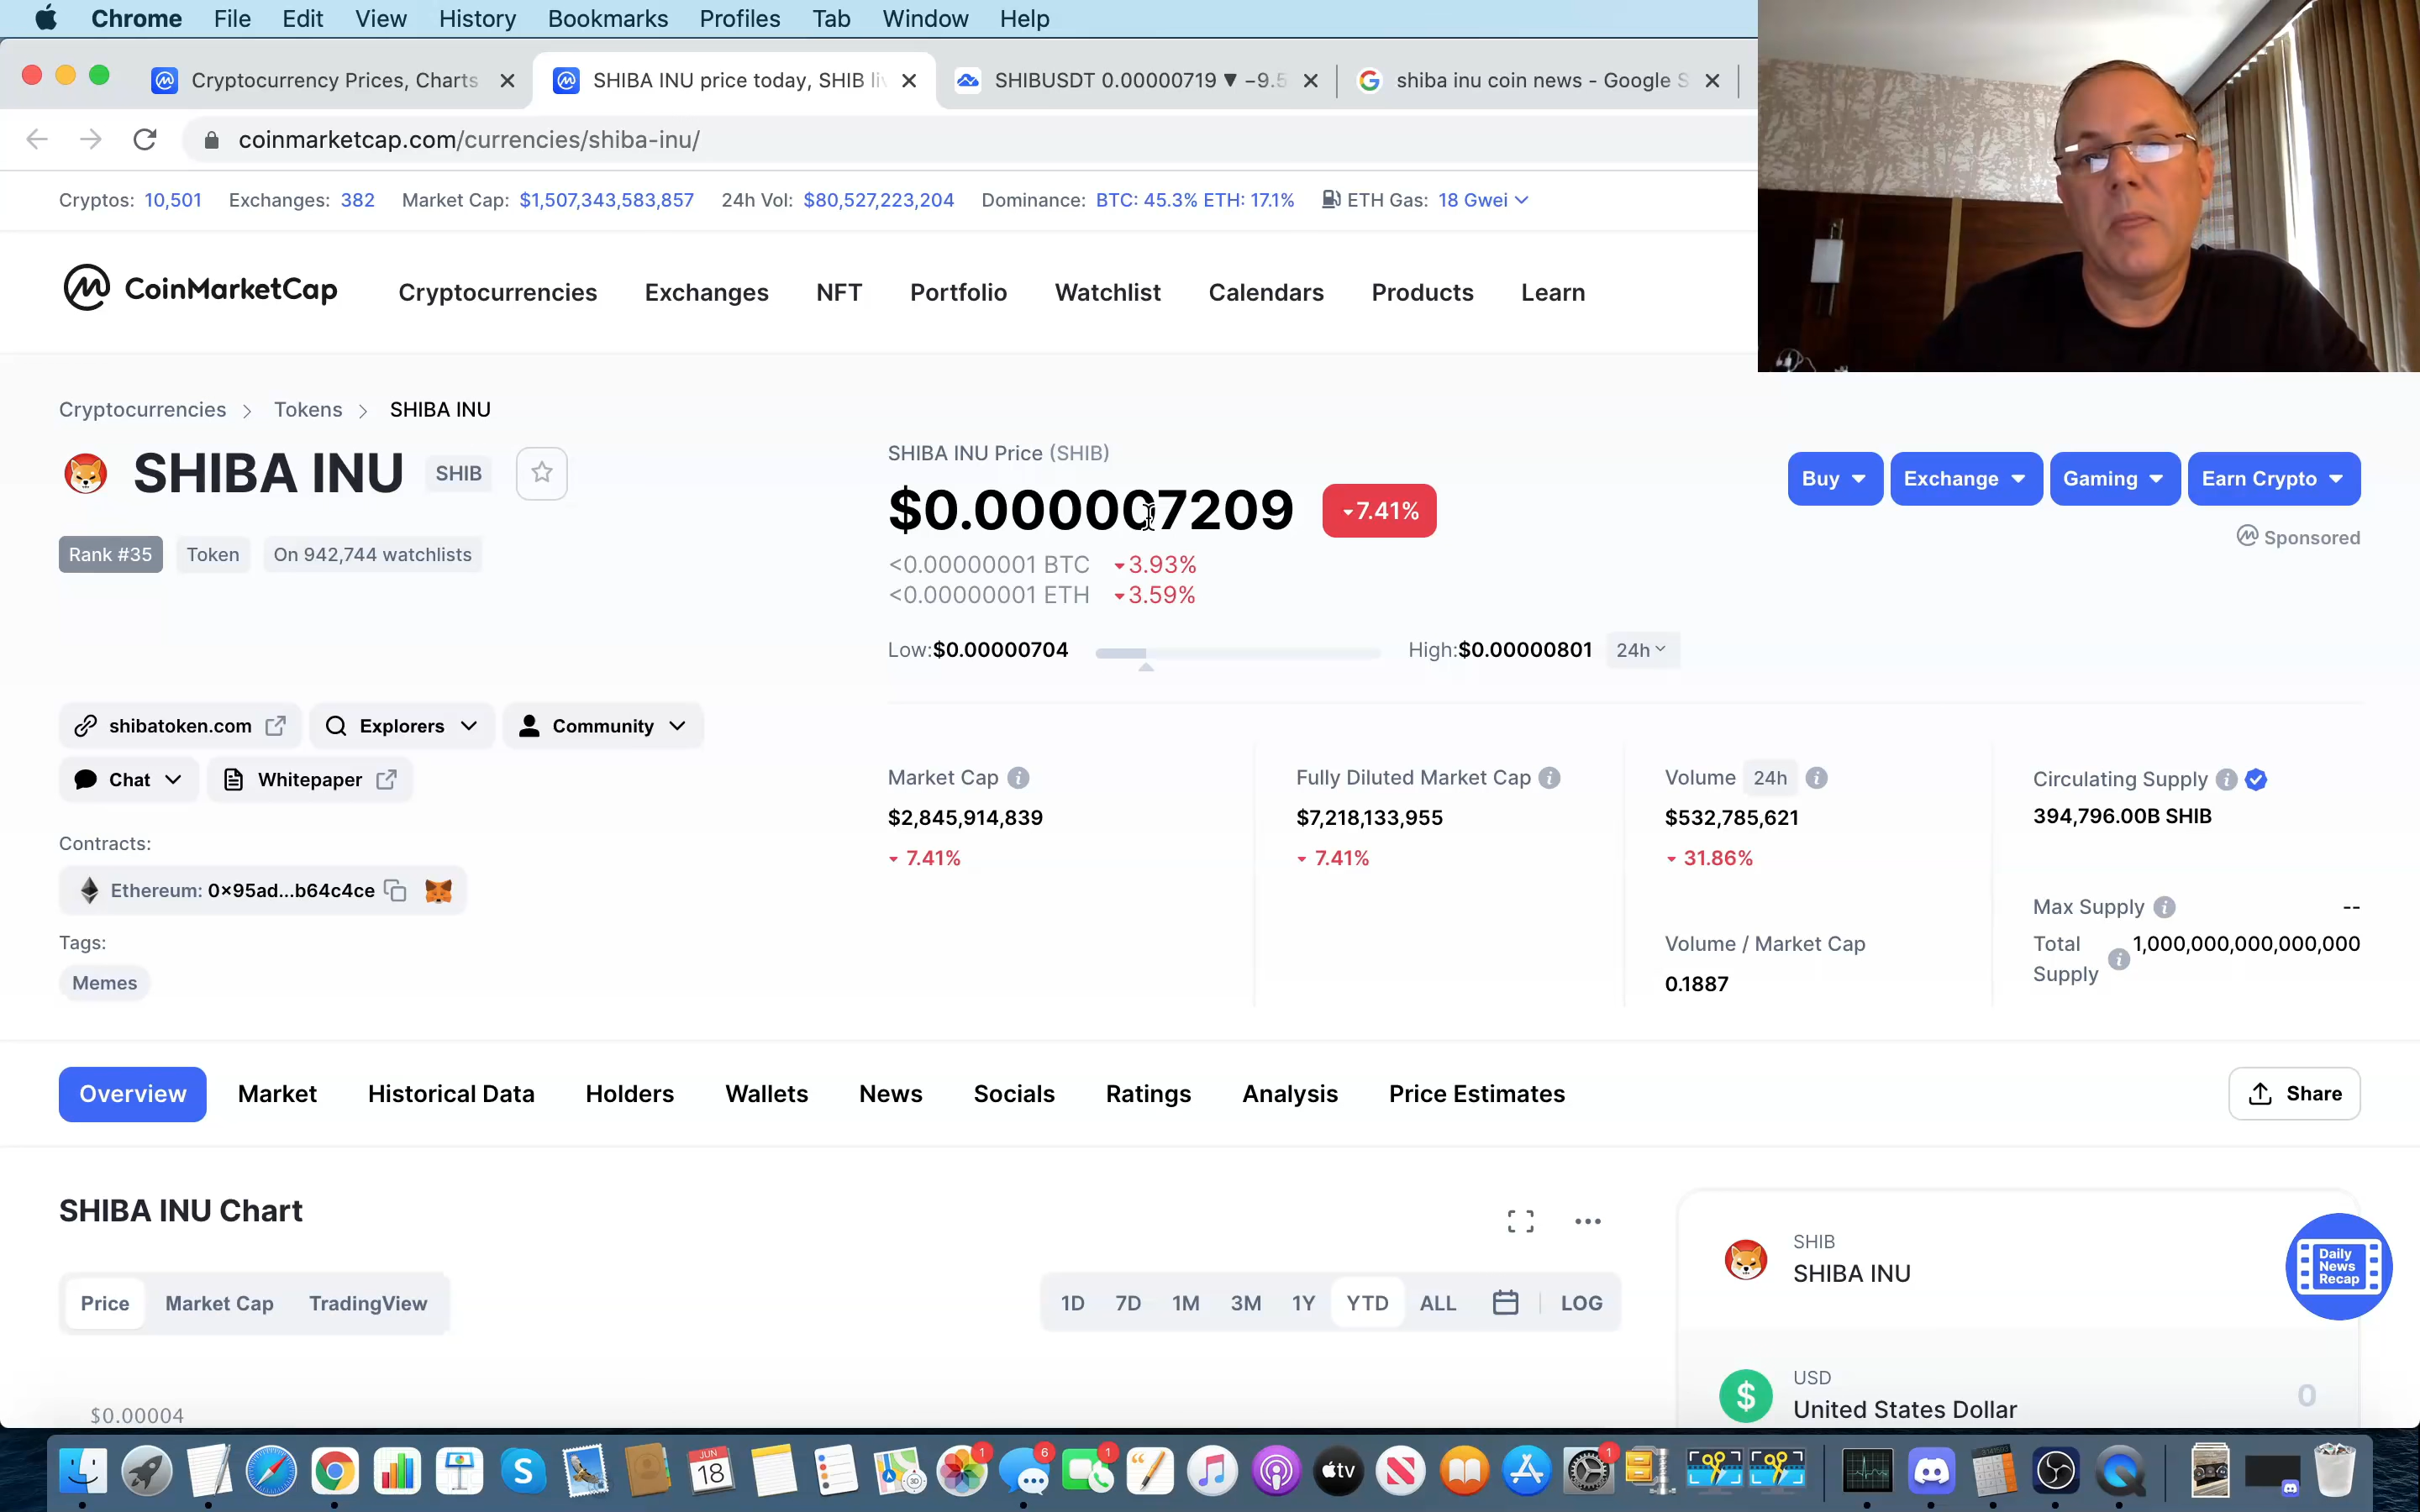 Chrome File Edit View History Bookmarks Profiles Tab Window Help
Cryptocurrency Prices, Charts
SHIBA INU price today, SHIB li
SHIBUSDT 0.00000719 ▼ −9.5
shiba inu coin news - Google S
coinmarketcap.com/currencies/shiba-inu/
Cryptos: 10,501 Exchanges: 382 Market Cap: $1,507,343,583,857 24h Vol: $80,527,223,204 Dominance: BTC: 45.3% ETH: 17.1% ETH Gas: 18 Gwei
CoinMarketCap
Cryptocurrencies Exchanges NFT Portfolio Watchlist Calendars Products Learn
Cryptocurrencies > Tokens > SHIBA INU
SHIBA INU SHIB
Rank #35 Token On 942,744 watchlists
SHIBA INU Price (SHIB)
$0.000007209 7.41%
<0.00000001 BTC 3.93%
<0.00000001 ETH 3.59%
Low:$0.00000704 High:$0.00000801 24h
Buy Exchange Gaming Earn Crypto
Sponsored
shibatoken.com Explorers Community
Chat Whitepaper
Contracts:
Ethereum: 0x95ad...b64c4ce
Tags:
Memes
Market Cap
$2,845,914,839
7.41%
Fully Diluted Market Cap
$7,218,133,955
7.41%
Volume 24h
$532,785,621
31.86%
Volume / Market Cap
0.1887
Circulating Supply
394,796.00B SHIB
Max Supply --
Total Supply 1,000,000,000,000,000
Overview Market Historical Data Holders Wallets News Socials Ratings Analysis Price Estimates Share
SHIBA INU Chart
Price Market Cap TradingView
1D 7D 1M 3M 1Y YTD ALL LOG
$0.00004
SHIB
SHIBA INU
USD
United States Dollar
0
Daily
News
Recap
JUN
18
1
6
1
tv
1